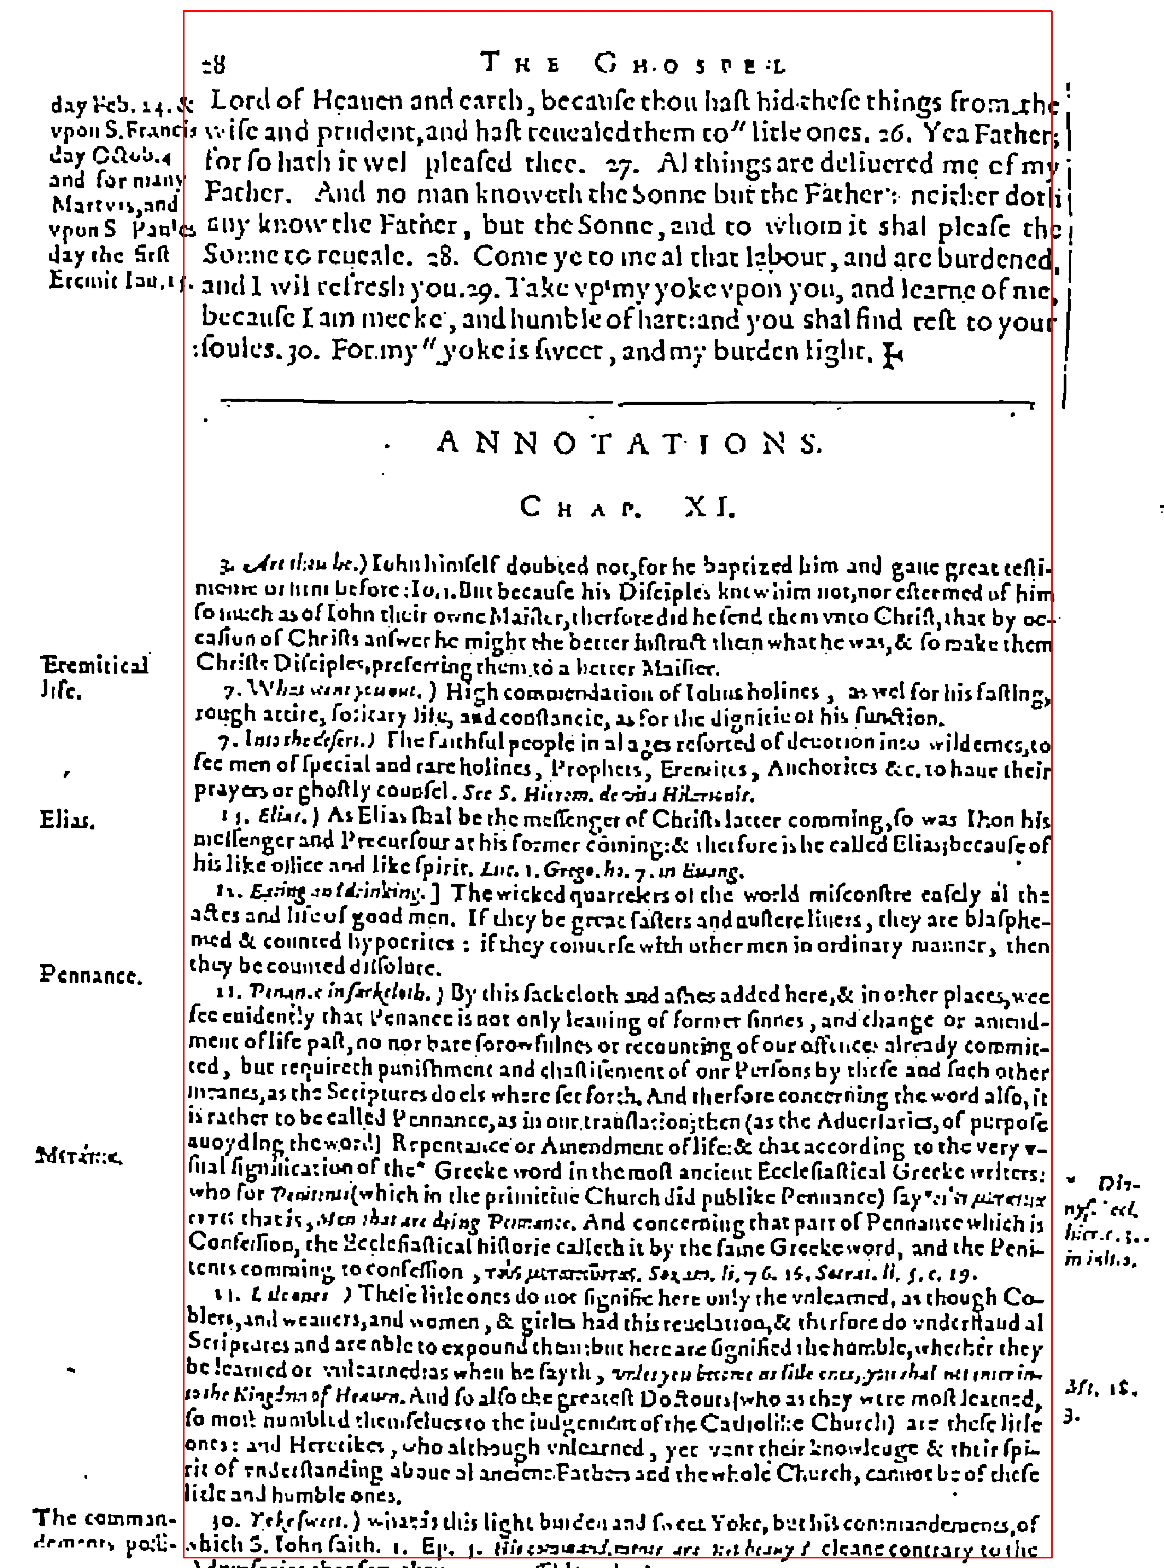 28 THE GHOSPEL
Lord of Heauen and earth, becauſe thou haſt hid theſe things from the
wiſe and prudent, and haſt reuealed them to" litle ones. 26. Yea Father;
for ſo hath it wel pleaſed thee. 27. Al things are deliuered me of my
Father. And no man knoweth the Sonne but the Father: neither doth
any know the Father, but the Sonne, and to whom it shal pleaſe the
Sonne to reueale. 28. Come ye to me al that labour, and are burdened,
and I wil refresh you. 29. Take vp my yoke vpon you, and learne of me,
becauſe I am meeke, and humble of hart: and you shal find reſt to your
ſoules. 30. For my "yoke is ſweet, and my burden light.
day Feb. 14. &
vpon S. Francis
day Octob. 4
and for many
Martyrs, and
vpon S Paules
day the firſt
Eremit Ian. 15.
ANNOTATIONS.
CHAP. XI.
3. Art thou he.) Iohn himſelf doubted not, for he baptized him and gaue great teſti-
monie of him before: Io. 1. But becauſe his Diſciples knew him not, nor eſteemed of him
ſo much as of Iohn their owne Maiſter, therfore did he ſend them vnto Chriſt, that by oc-
caſion of Chriſts anſwer he might the better inſtruct them what he was, & ſo make them
Chriſts Diſciples, preferring them to a better Maiſter.
7. What went you out.) High commendation of Iohns holines, as wel for his faſting,
rough attire, ſolitary life, and conſtancie, as for the dignitie of his function.
Eremitical
life.
7. Into the deſert.) The faithful people in al ages reſorted of deuotion into wildernes, to
ſee men of ſpecial and rare holines, Prophets, Eremites, Anchorites &c. to haue their
prayers or ghoſtly counſel. See S. Hierom. de vita Hilarionis.
Elias.
Elias.) As Elias ſhal be the meſſenger of Chriſts latter comming, ſo was Ihon his
meſſenger and Precurſour at his former coming: & therfore is he called Elias, becauſe of
his like office and like ſpirit. Luc. 1. Grego. ho. 7. in Euang.
Eating and drinking.] The wicked quarelers of the world miſconſtre eaſely al the
actes and life of good men. If they be great faſters and auſtere liuers, they are blaſphe-
med & counted hypocrites: if they conuerſe with other men in ordinary manner, then
they be counted diſſolute.
Pennance.
Penance in ſackcloth.) By this ſackcloth and ashes added here, & in other places, wee
ſee euidently that Penance is not only leauing of former ſinnes, and change or amend-
ment of life paſt, no nor bare ſorowfulnes or recounting of our offences already commit-
ted, but requireth punishment and chaſtiſement of our Perſons by theſe and ſuch other
meanes, as the Scriptures do els where ſet forth. And therfore concerning the word alſo, it
is rather to be called Pennance, as in our tranſlation; then (as the Aduerſaries, of purpoſe
auoyding the word) Repentance or Amendment of life: & that according to the very v-
ſual ſignification of the* Greeke word in the moſt ancient Eccleſiaſtical Greeke writers:
who for Penitentes (which in the primitiue Church did publike Pennance) ſay
that is, Men that are doing Pennance. And concerning that part of Pennance which is
Confeſſion, the Eccleſiaſtical hiſtorie calleth it by the ſame Greeke word, and the Peni-
tents comming to confeſſion, Sozom. li. 7 c. 16. Socrat. li. 5. c. 19.
* Dio-
in initio.
Litle ones) Theſe litle ones do not ſignifie here only the vnlearned, as though Co-
blers, and weauers, and women, & girles had this reuelation, & therfore do vnderſtand al
Scriptures and are able to expound them: but here are ſignified the humble, whether they
be learned or vnlearned: as when he ſayth, vnles you become as litle ones, you shal not enter in-
to the Kingdom of Heauen. And ſo alſo the greateſt Doctours (who as they were moſt learned,
ſo moſt humbled themſelues to the iudgement of the Catholike Church) are theſe litle
ones: and Heretikes, who although vnlearned, yet vant their knowledge & their ſpi-
rit of vnderſtanding aboue al ancient Fathers and the whole Church, cannot be of theſe
litle and humble ones.
Mt. 18.
3.
The comman-
dements poſſi-
30. Yoke ſweet.) what is this light burden and ſweet Yoke, but his commandements, of
which S. Iohn ſaith. 1. Ep. 5. His commandements are not heauy? cleane contrary to the